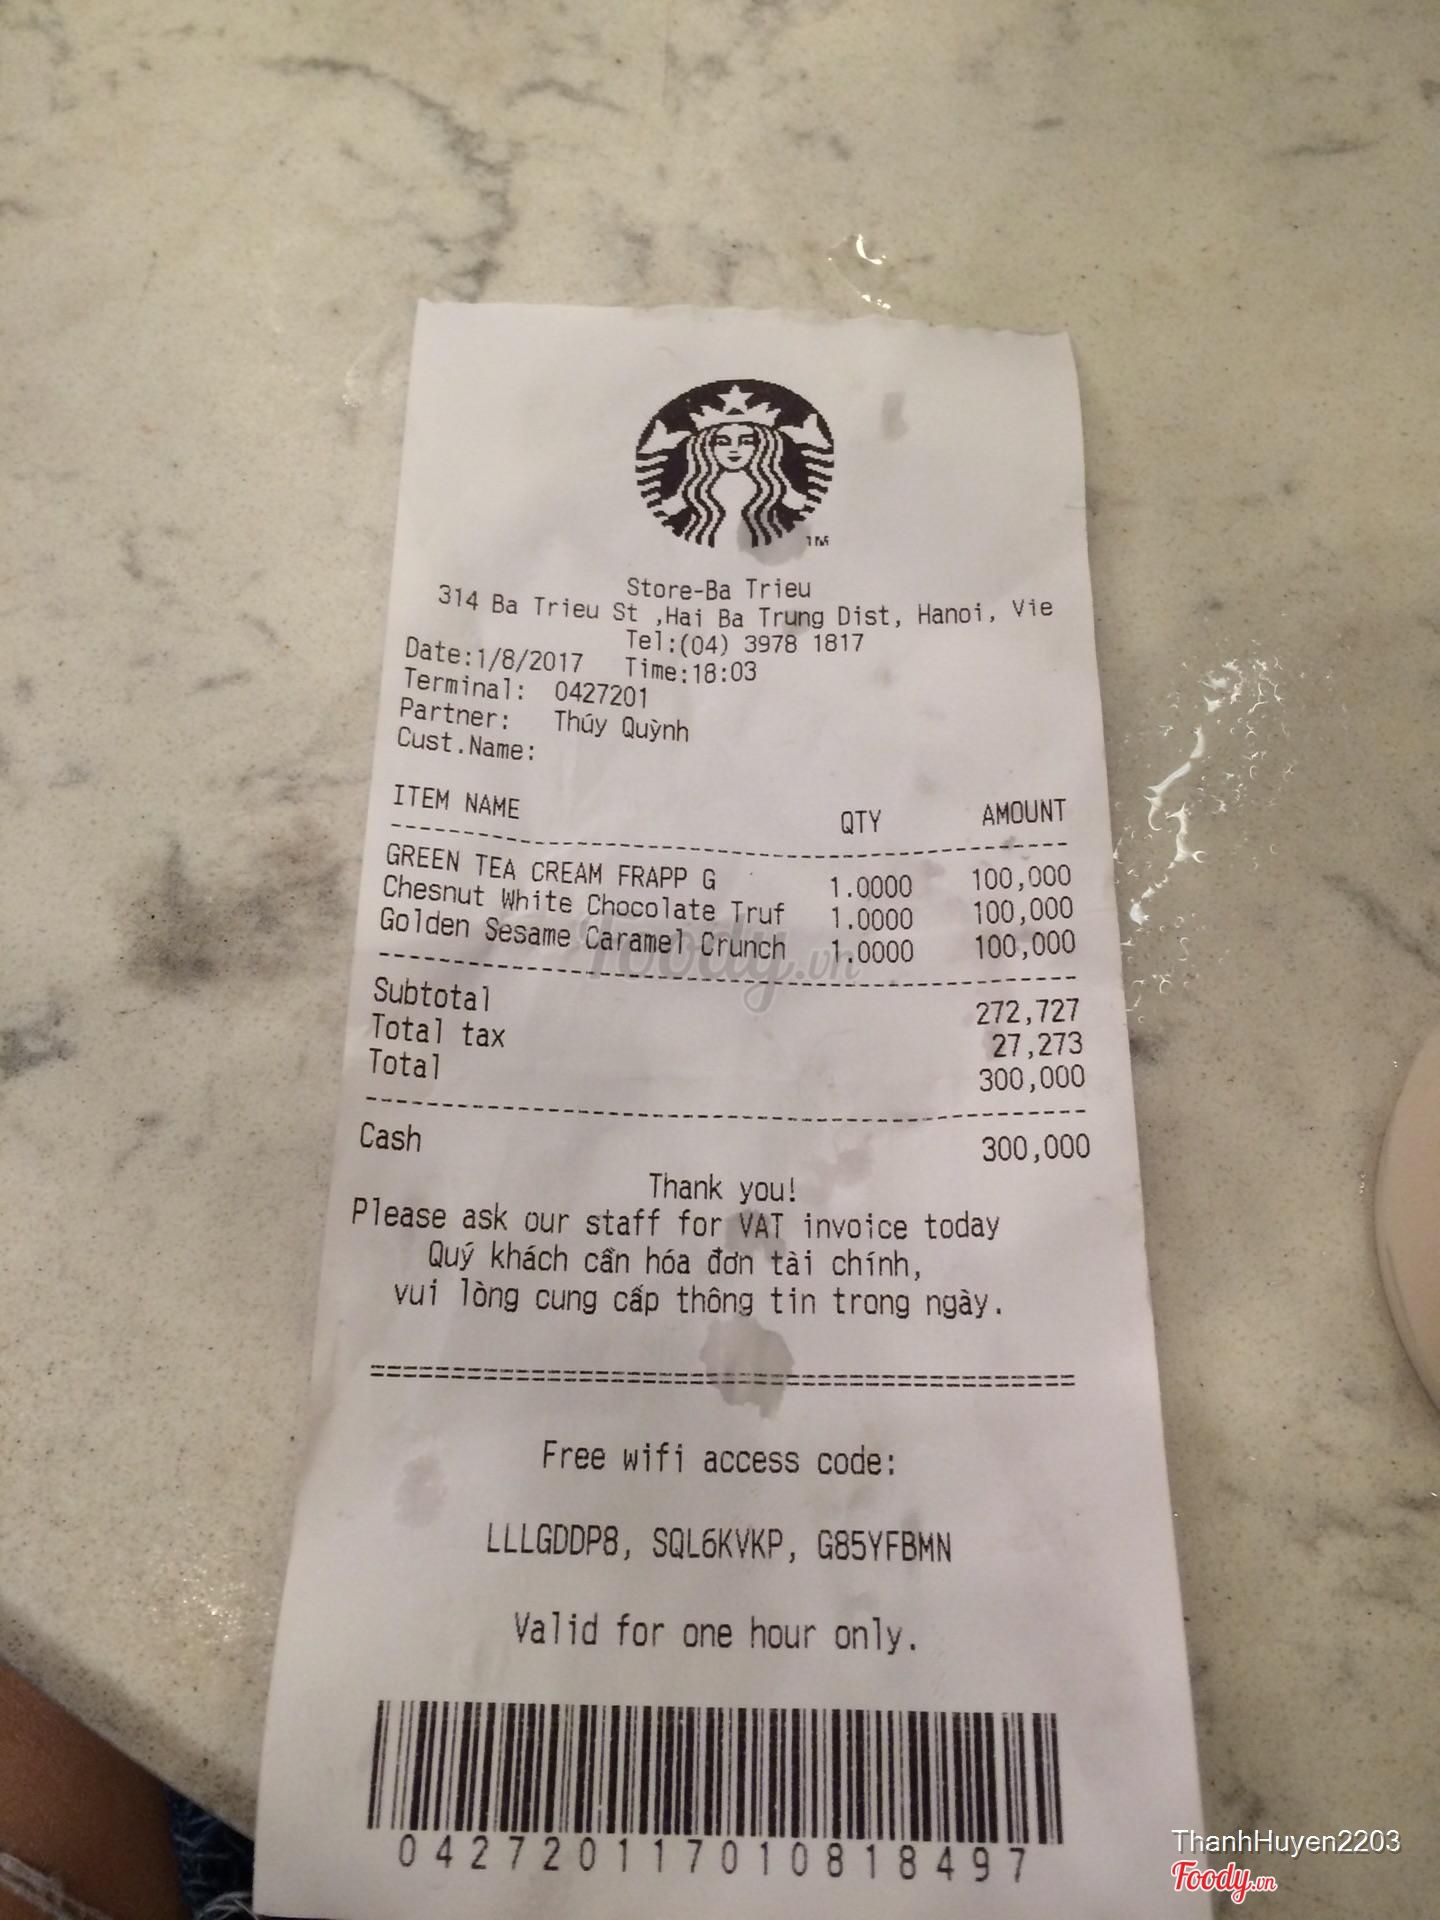 Store-Ba Trieu
314 Ba Trieu St ,Hai Ba Trung Dist, Hanoi, Vie
Tel:(04) 3978 1817
Date:1/8/2017 Time:18:03
Terminal: 0427201
Partner: Thúy Quỳnh
Cust.Name:
ITEM NAME QTY AMOUNT
GREEN TEA CREAM FRAPP G 1.0000 100,000
Chesnut White Chocolate Truf 1.0000 100,000
Golden Sesame Caramel Crunch 1.0000 100,000
Subtotal 272,727
Total tax 27,273
Total 300,000
Cash 300,000
Thank you!
Please ask our staff for VAT invoice today
Quý khách cần hóa đơn tài chính,
vui lòng cung cấp thông tin trong ngày.
Free wifi access code:
LLLGDDP8, SQL6KVKP, G85YFBMN
Valid for one hour only.
04272011701081​8497
Foody.vn
ThanhHuyen2203
Foody.vn